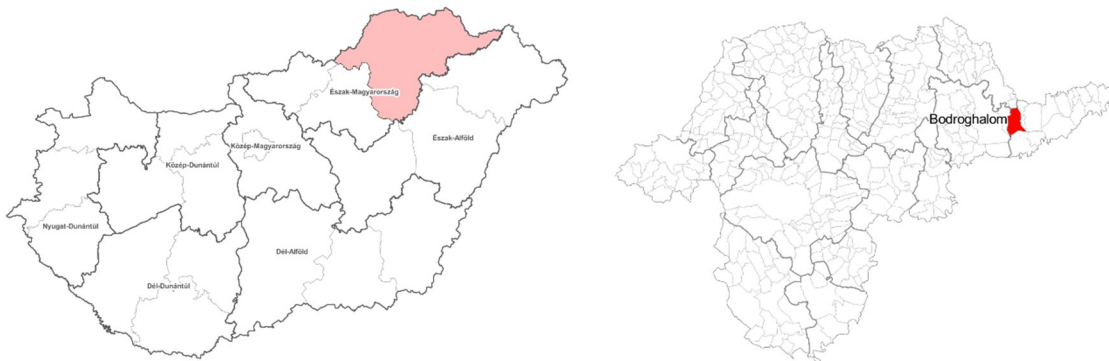 Észak-Magyarország
Észak-Alföld
Közép-Magyarország
Közép-Dunántúl
Nyugat-Dunántúl
Dél-Alföld
Dél-Dunántúl
Bodroghalom